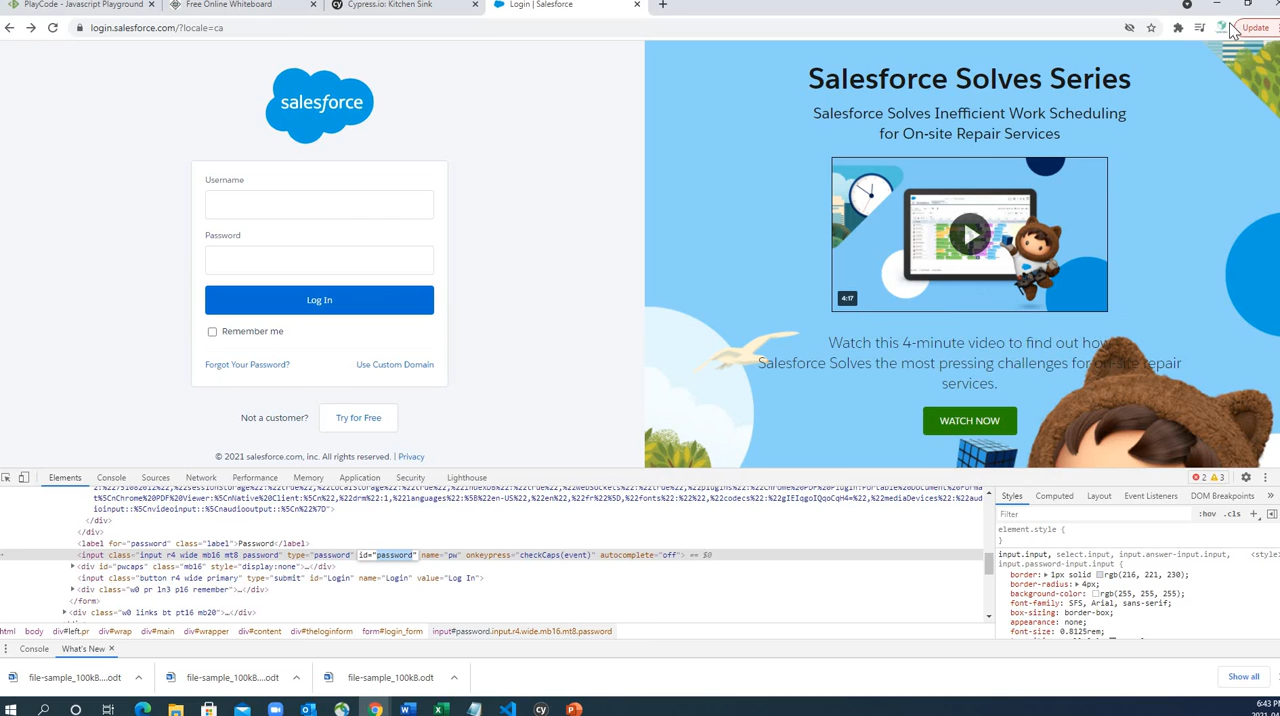 PlayCode - Javascript Playground
Free Online Whiteboard
Cypress.io: Kitchen Sink
Login | Salesforce
login.salesforce.com/?locale=ca
Update
salesforce
Username
Password
Log In
Remember me
Forgot Your Password?
Use Custom Domain
Not a customer?
Try for Free
© 2021 salesforce.com, inc. All rights reserved. | Privacy
Salesforce Solves Series
Salesforce Solves Inefficient Work Scheduling
for On-site Repair Services
4:17
Watch this 4-minute video to find out how
Salesforce Solves the most pressing challenges for on-site repair
services.
WATCH NOW
Elements Console Sources Network Performance Memory Application Security Lighthouse
2 3
</div>
</div>
<label for="password" class="label">Password</label>
<input class="input r4 wide mb16 mt8 password" type="password" id="password" name="pw" onkeypress="checkCaps(event)" autocomplete="off"> == $0
<div id="pwcaps" class="mb16" style="display:none">…</div>
<input class="button r4 wide primary" type="submit" id="Login" name="Login" value="Log In">
<div class="w0 pr ln3 p16 remember">…</div>
</form>
<div class="w0 links bt pt16 mb20">…</div>
html body div#left.pr div#wrap div#main div#wrapper div#content div#theloginform form#login_form input#password.input.r4.wide.mb16.mt8.password
Styles Computed Layout Event Listeners DOM Breakpoints
Filter
:hov .cls
element.style {
}
input.input, select.input, input.answer-input.input, <style>
input.password-input.input {
border: 1px solid rgb(216, 221, 230);
border-radius: 4px;
background-color: rgb(255, 255, 255);
font-family: SFS, Arial, sans-serif;
box-sizing: border-box;
appearance: none;
font-size: 0.8125rem;
Console What's New
file-sample_100kB....odt
file-sample_100kB....odt
file-sample_100kB.odt
Show all
6:43 PM